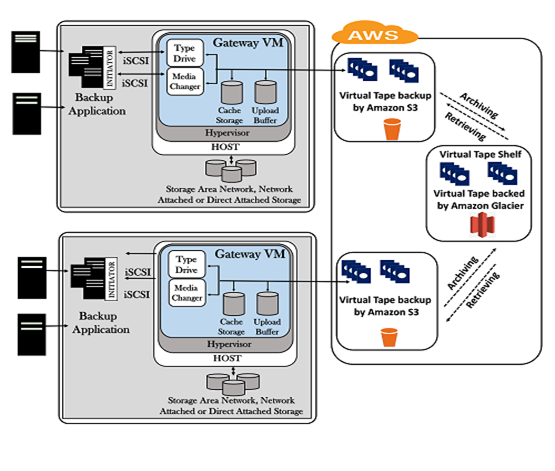 Gateway VM
Type
Drive
Media
Changer
iSCSI
iSCSI
INITIATOR
Backup
Application
Cache
Storage
Upload
Buffer
Hypervisor
HOST
Storage Area Network, Network
Attached or Direct Attached Storage
Gateway VM
Type
Drive
Media
Changer
iSCSI
iSCSI
INITIATOR
Backup
Application
Cache
Storage
Upload
Buffer
Hypervisor
HOST
Storage Area Network, Network
Attached or Direct Attached Storage
AWS
Virtual Tape backup
by Amazon S3
Archiving
Retrieving
Virtual Tape Shelf
Virtual Tape backed
by Amazon Glacier
Archiving
Retrieving
Virtual Tape backup
by Amazon S3